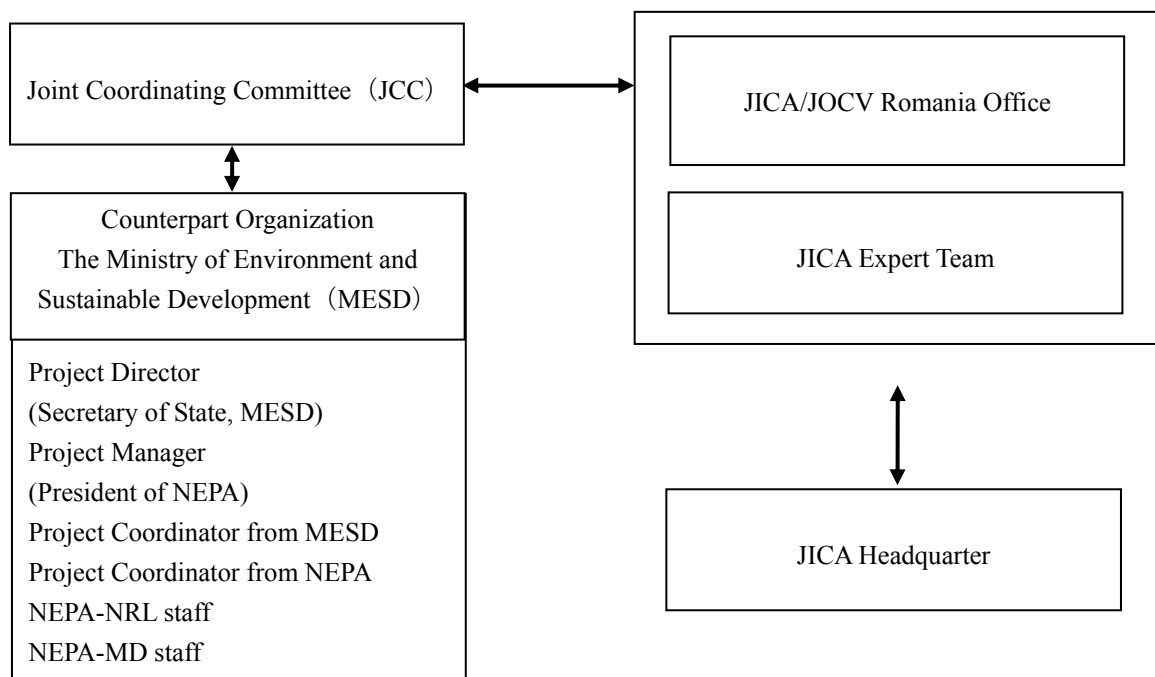 Joint Coordinating Committee（JCC）
Counterpart Organization
The Ministry of Environment and
Sustainable Development（MESD）
Project Director
(Secretary of State, MESD)
Project Manager
(President of NEPA)
Project Coordinator from MESD
Project Coordinator from NEPA
NEPA-NRL staff
NEPA-MD staff
JICA/JOCV Romania Office
JICA Expert Team
JICA Headquarter